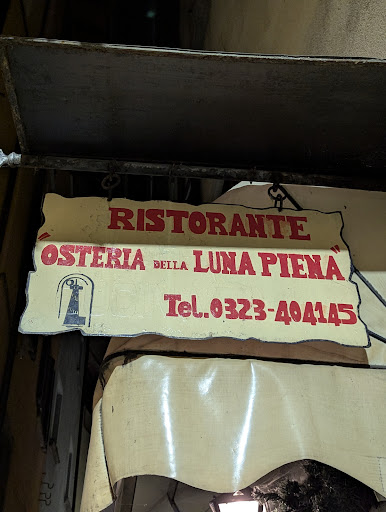 RISTORANTE
"OSTERIA DELLA LUNA PIENA"
Tel.0323-404145